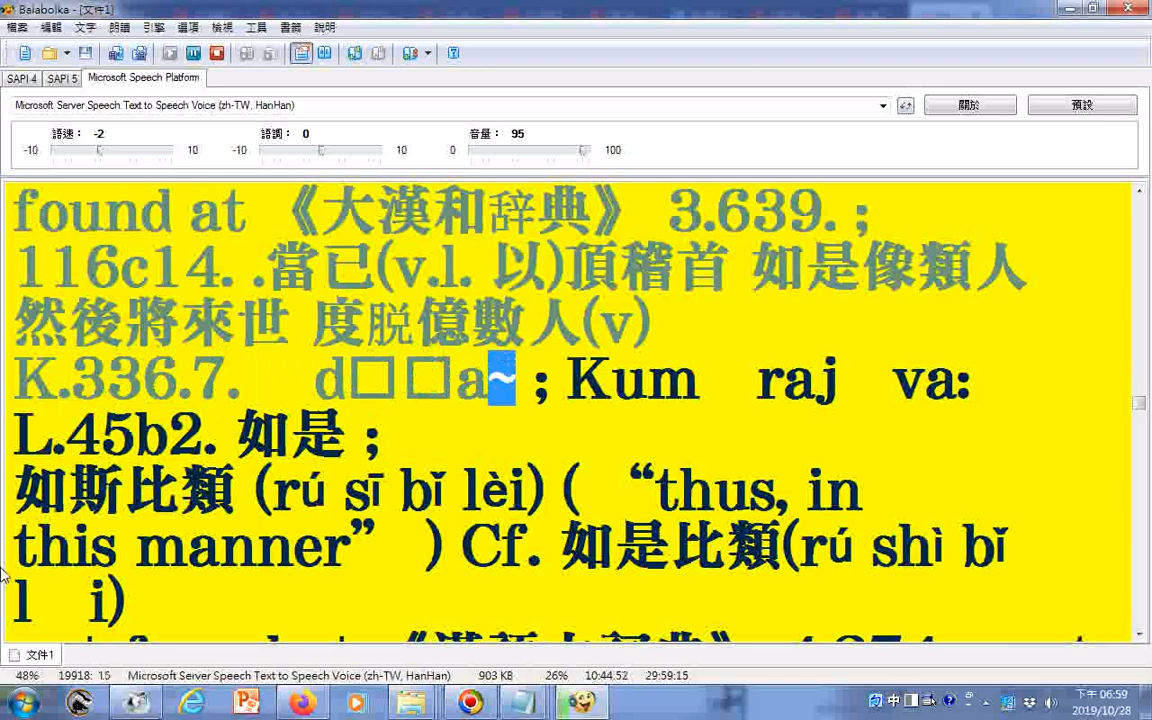 Balabolka - [文件1]
檔案 編輯 文字 朗讀 引擎 選項 檢視 工具 書籤 說明
SAPI 4 SAPI 5 Microsoft Speech Platform
Microsoft Server Speech Text to Speech Voice (zh-TW, HanHan) 關於 預設
語速： -2 語調： 0 音量： 95
-10 10 -10 10 0 100
found at 《大漢和辞典》 3.639. ;
116c14. .當已(v.l. 以)頂稽首 如是像類人
然後將來世 度脱億數人(v)
K.336.7. d□□a~ ; Kum raj va:
L.45b2. 如是 ;
如斯比類 (rú sī bǐ lèi) ( “thus, in
this manner” ) Cf. 如是比類(rú shì bǐ
l i)
文件1
48% 19918: 15 Microsoft Server Speech Text to Speech Voice (zh-TW, HanHan) 903 KB 26% 10:44:52 29:59:15
中 下午 06:59
2019/10/28